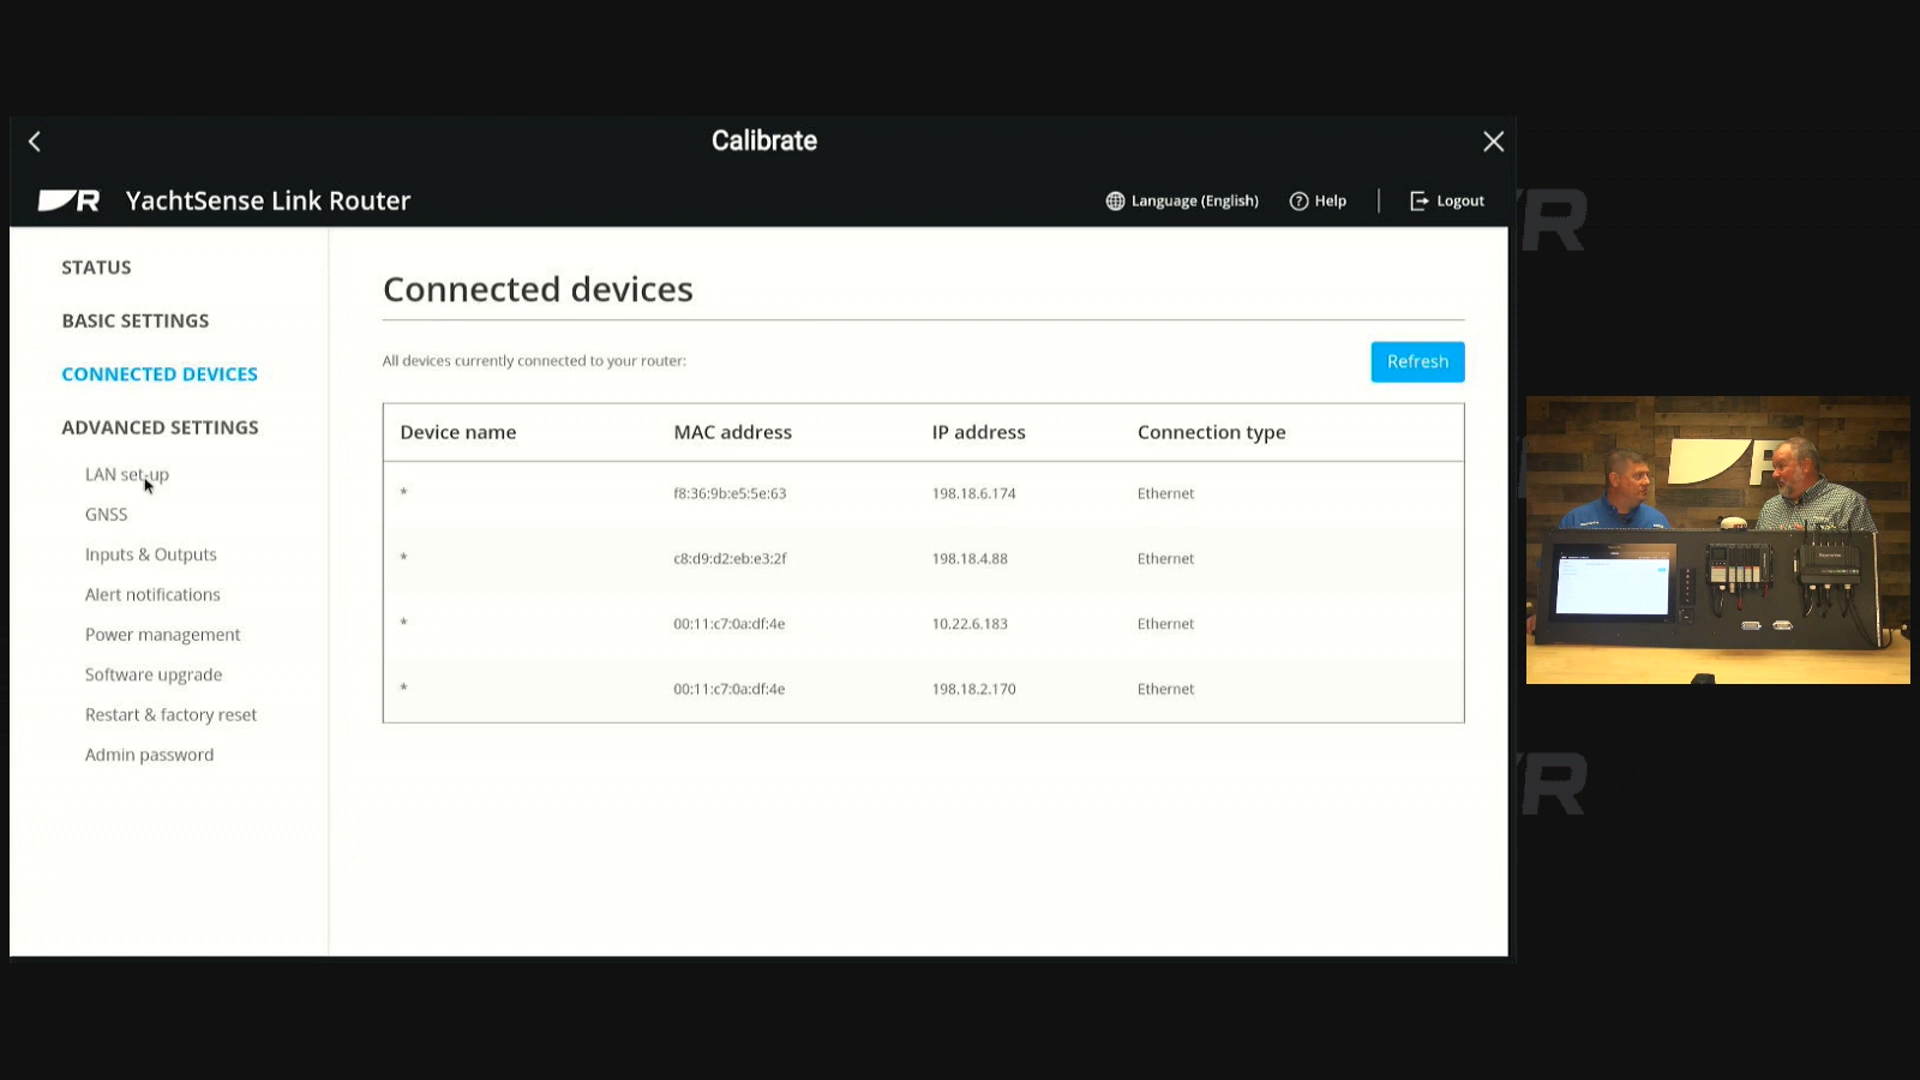 Calibrate
YachtSense Link Router
Language (English)
Help
Logout
STATUS
BASIC SETTINGS
CONNECTED DEVICES
ADVANCED SETTINGS
LAN set-up
GNSS
Inputs & Outputs
Alert notifications
Power management
Software upgrade
Restart & factory reset
Admin password
Connected devices
All devices currently connected to your router:
Refresh
Device name MAC address IP address Connection type
* f8:36:9b:e5:5e:63 198.18.6.174 Ethernet
* c8:d9:d2:eb:e3:2f 198.18.4.88 Ethernet
* 00:11:c7:0a:df:4e 10.22.6.183 Ethernet
* 00:11:c7:0a:df:4e 198.18.2.170 Ethernet